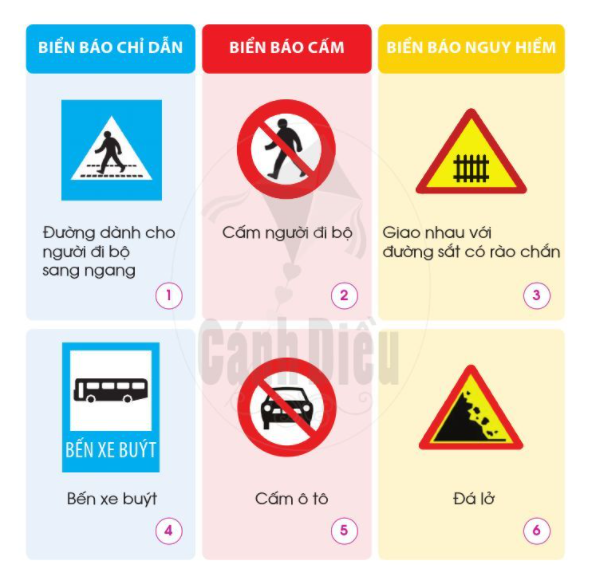 BIỂN BÁO CHỈ DẪN
BIỂN BÁO CẤM
BIỂN BÁO NGUY HIỂM
Đường dành cho
người đi bộ
sang ngang
1
Cấm người đi bộ
2
Giao nhau với
đường sắt có rào chắn
3
Cánh Diều
BẾN XE BUÝT
Bến xe buýt
4
Cấm ô tô
5
Đá lở
6